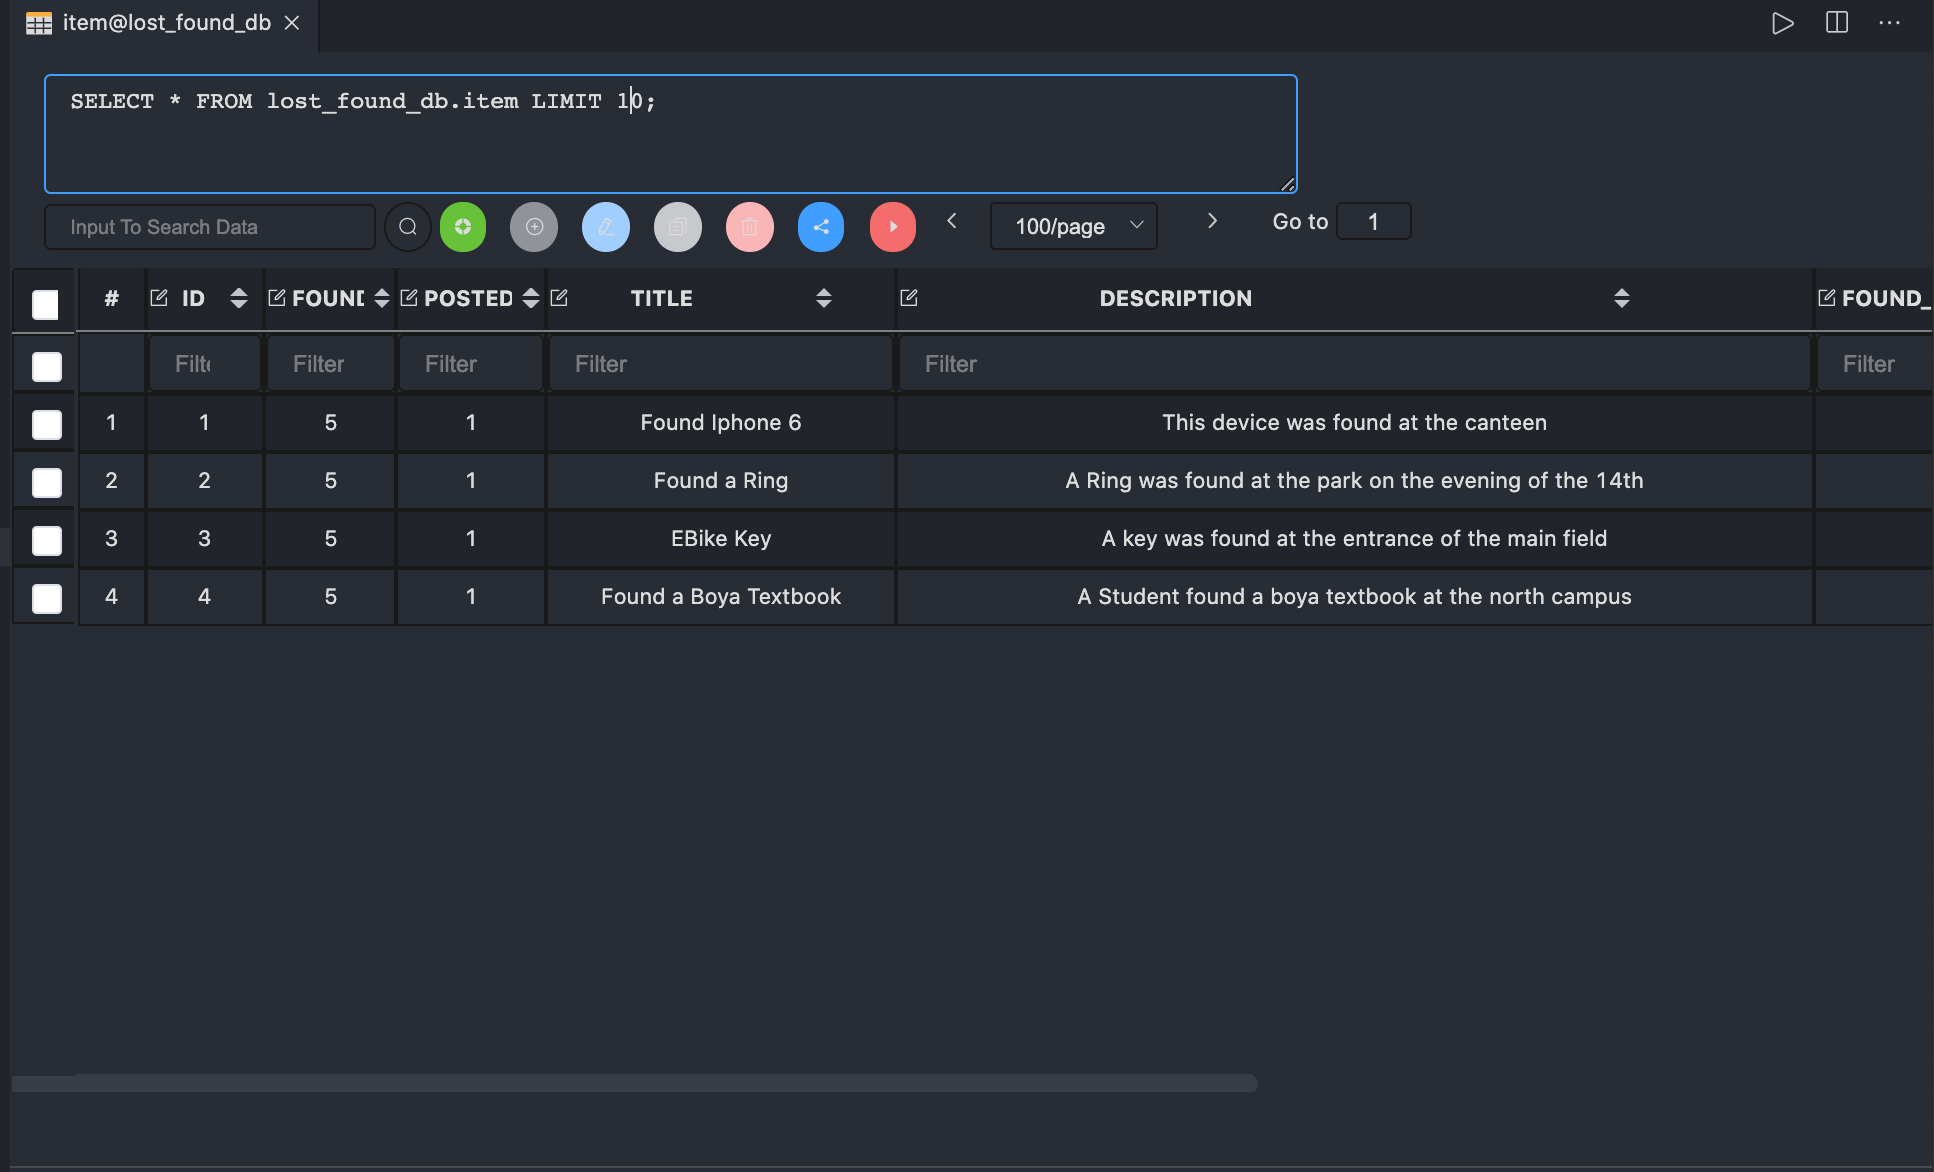 item@lost_found_db
SELECT * FROM lost_found_db.item LIMIT 10;
Input To Search Data
100/page
Go to 1
# ID FOUND POSTED TITLE DESCRIPTION FOUND_
Filte Filter Filter Filter Filter Filter
1 1 5 1 Found Iphone 6 This device was found at the canteen
2 2 5 1 Found a Ring A Ring was found at the park on the evening of the 14th
3 3 5 1 EBike Key A key was found at the entrance of the main field
4 4 5 1 Found a Boya Textbook A Student found a boya textbook at the north campus